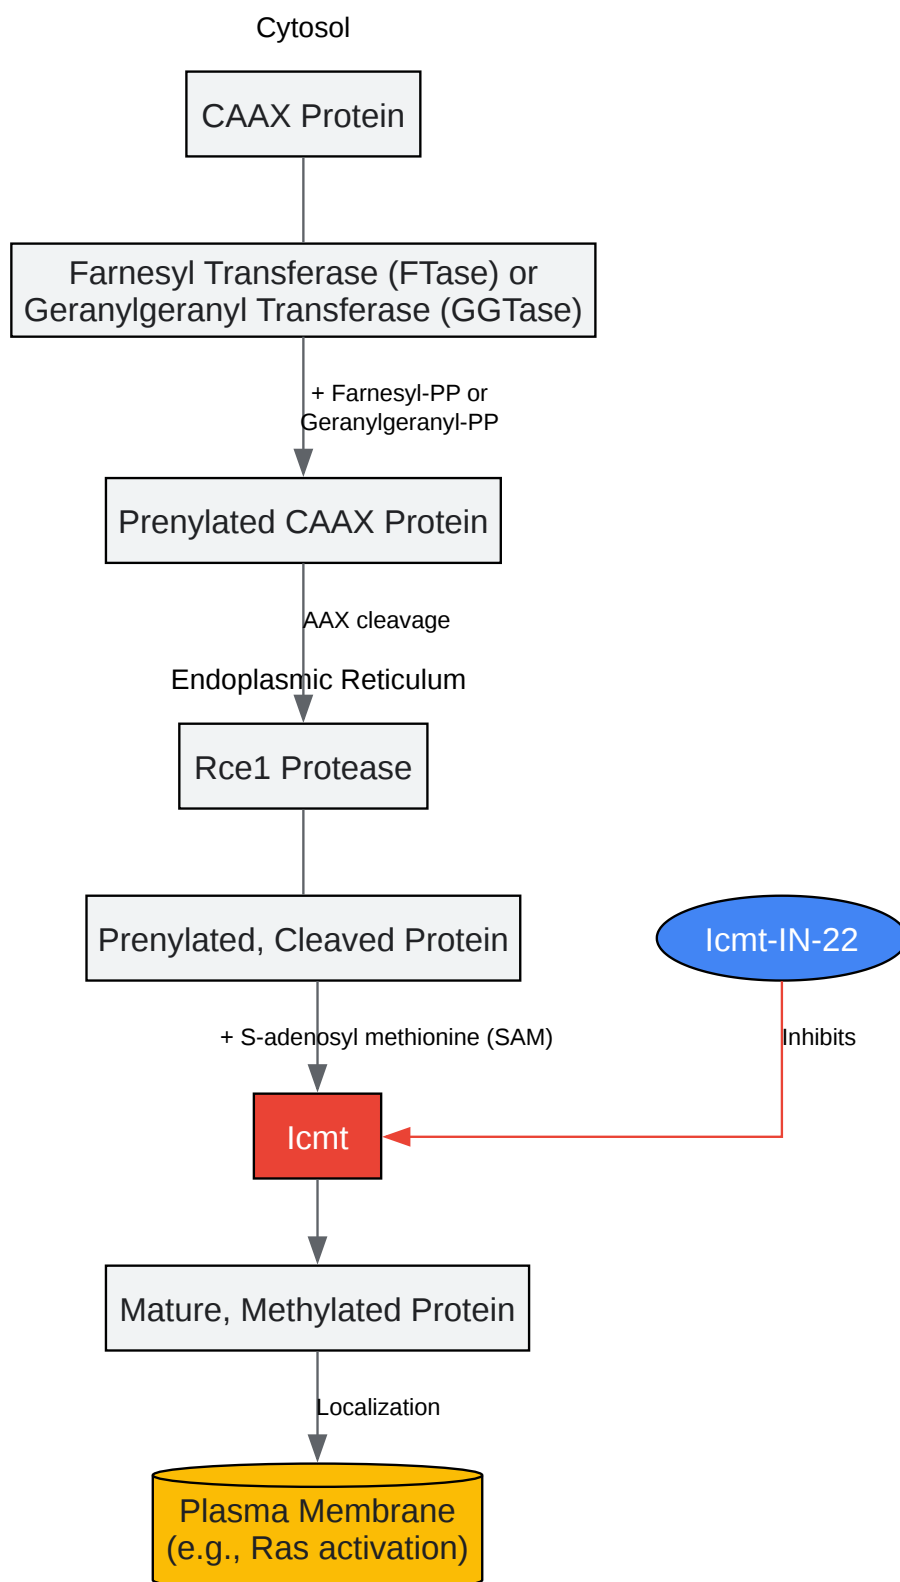 Cytosol
CAAX Protein
Farnesyl Transferase (FTase) or
Geranylgeranyl Transferase (GGTase)
+ Farnesyl-PP or
Geranylgeranyl-PP
Prenylated CAAX Protein
AAX cleavage
Endoplasmic Reticulum
Rce1 Protease
Prenylated, Cleaved Protein
Icmt-IN-22
+ S-adenosyl methionine (SAM)
Inhibits
Icmt
Mature, Methylated Protein
Localization
Plasma Membrane
(e.g., Ras activation)